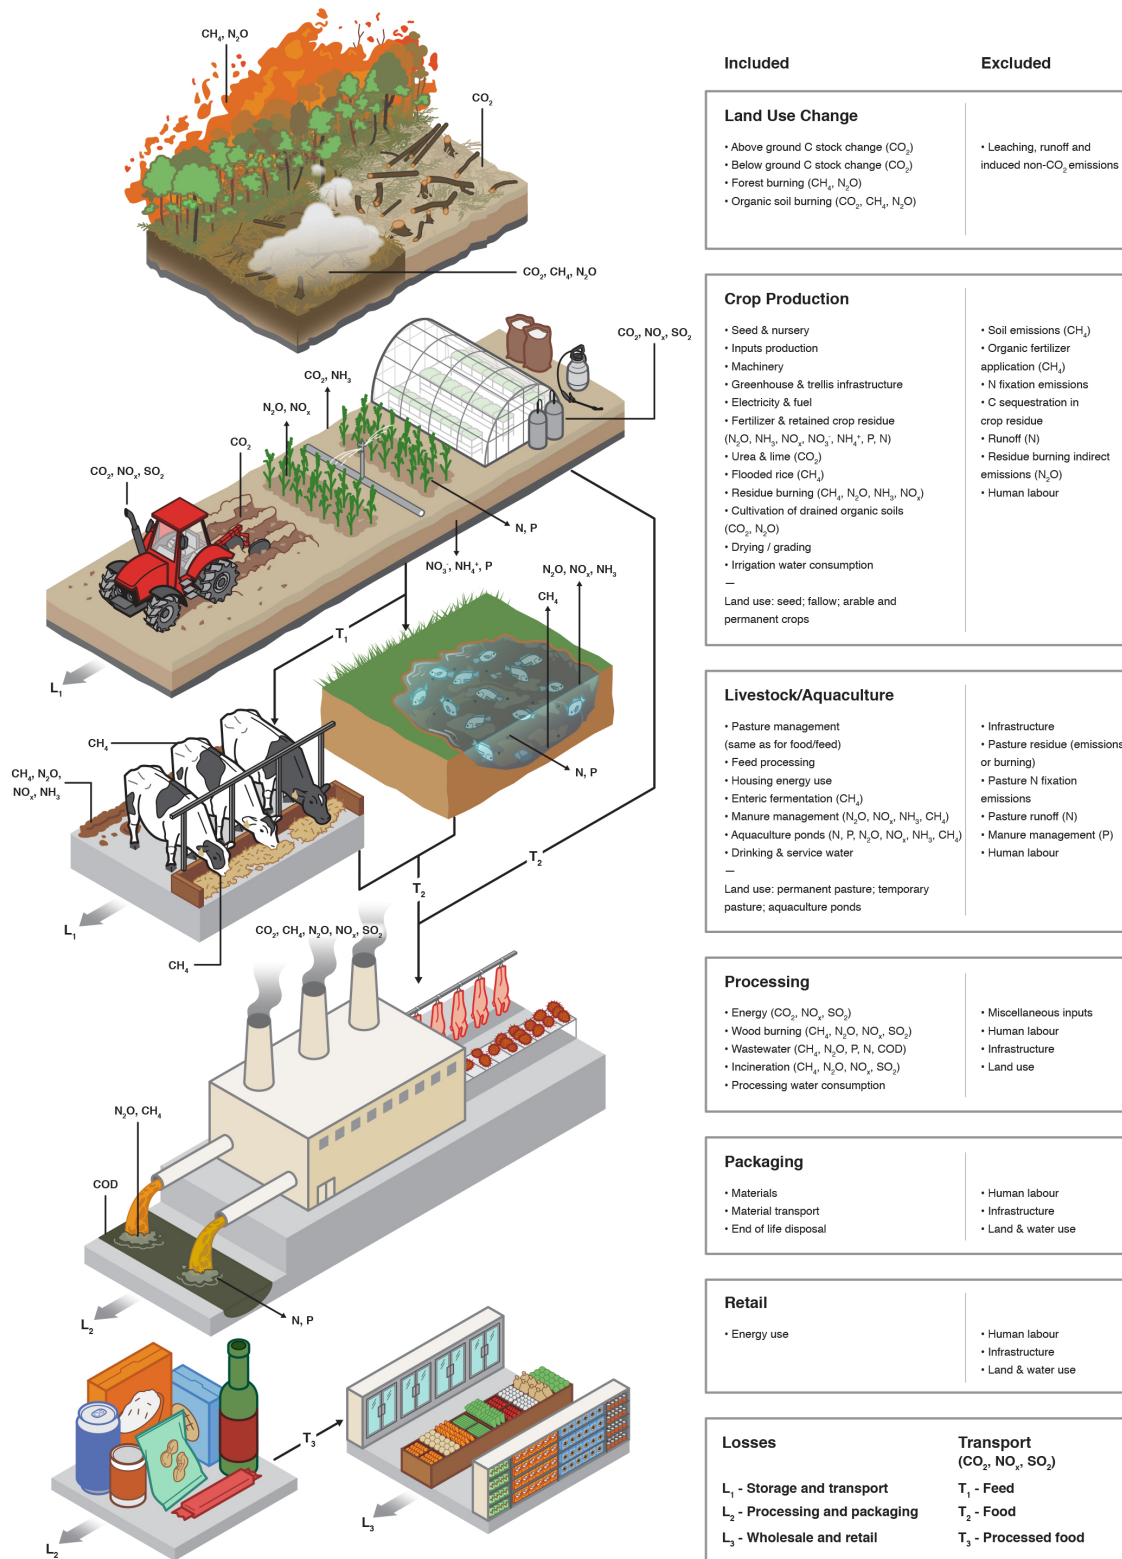 CH₄, N₂O
CO₂
CO₂, CH₄, N₂O
CO₂, NOₓ, SO₂
CO₂, NH₃
N₂O, NOₓ
CO₂
CO₂, NOₓ, SO₂
N, P
NO₃⁻, NH₄⁺, P
N₂O, NOₓ, NH₃
CH₄
T₁
L₁
CH₄
CH₄, N₂O,
NOₓ, NH₃
N, P
T₂
T₂
L₁
CH₄
CO₂, CH₄, N₂O, NOₓ, SO₂
N₂O, CH₄
COD
N, P
L₂
T₃
L₃
L₂
Included
Excluded
Land Use Change
• Above ground C stock change (CO₂)
• Below ground C stock change (CO₂)
• Forest burning (CH₄, N₂O)
• Organic soil burning (CO₂, CH₄, N₂O)
• Leaching, runoff and
induced non-CO₂ emissions
Crop Production
• Seed & nursery
• Inputs production
• Machinery
• Greenhouse & trellis infrastructure
• Electricity & fuel
• Fertilizer & retained crop residue
(N₂O, NH₃, NOₓ, NO₃⁻, NH₄⁺, P, N)
• Urea & lime (CO₂)
• Flooded rice (CH₄)
• Residue burning (CH₄, N₂O, NH₃, NOₓ)
• Cultivation of drained organic soils
(CO₂, N₂O)
• Drying / grading
• Irrigation water consumption
—
Land use: seed; fallow; arable and
permanent crops
• Soil emissions (CH₄)
• Organic fertilizer
application (CH₄)
• N fixation emissions
• C sequestration in
crop residue
• Runoff (N)
• Residue burning indirect
emissions (N₂O)
• Human labour
Livestock/Aquaculture
• Pasture management
(same as for food/feed)
• Feed processing
• Housing energy use
• Enteric fermentation (CH₄)
• Manure management (N₂O, NOₓ, NH₃, CH₄)
• Aquaculture ponds (N, P, N₂O, NOₓ, NH₃, CH₄)
• Drinking & service water
—
Land use: permanent pasture; temporary
pasture; aquaculture ponds
• Infrastructure
• Pasture residue (emissions
or burning)
• Pasture N fixation
emissions
• Pasture runoff (N)
• Manure management (P)
• Human labour
Processing
• Energy (CO₂, NOₓ, SO₂)
• Wood burning (CH₄, N₂O, NOₓ, SO₂)
• Wastewater (CH₄, N₂O, P, N, COD)
• Incineration (CH₄, N₂O, NOₓ, SO₂)
• Processing water consumption
• Miscellaneous inputs
• Human labour
• Infrastructure
• Land use
Packaging
• Materials
• Material transport
• End of life disposal
• Human labour
• Infrastructure
• Land & water use
Retail
• Energy use
• Human labour
• Infrastructure
• Land & water use
Losses
L₁ - Storage and transport
L₂ - Processing and packaging
L₃ - Wholesale and retail
Transport
(CO₂, NOₓ, SO₂)
T₁ - Feed
T₂ - Food
T₃ - Processed food